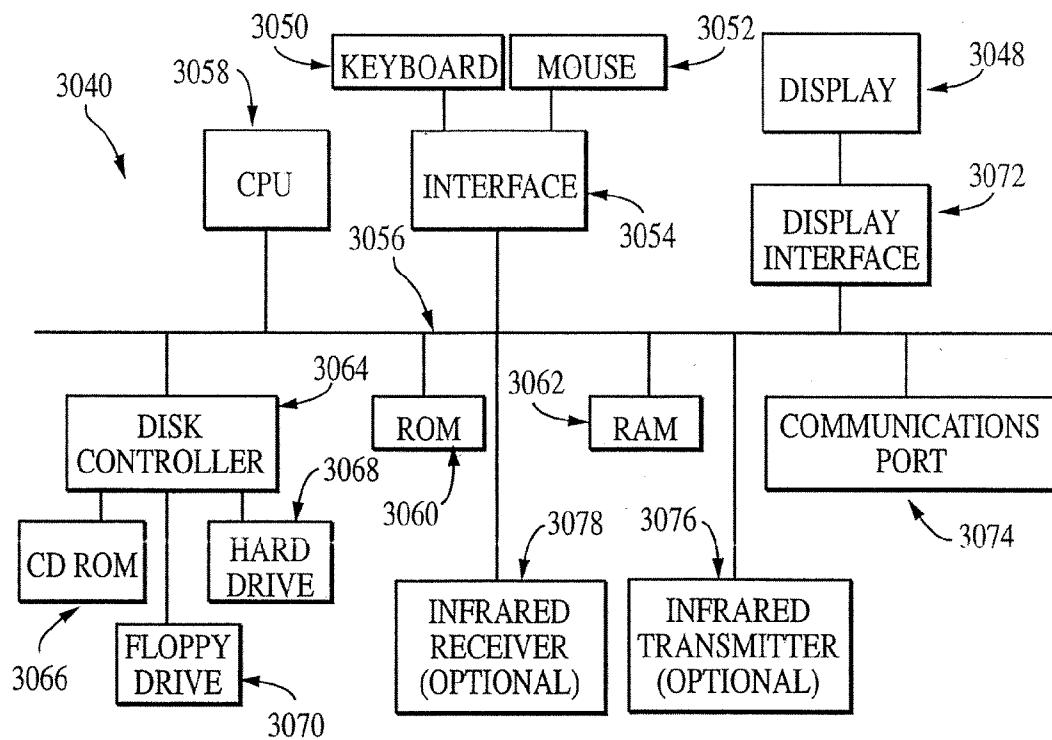 3050
KEYBOARD
MOUSE
3052
3058
3040
DISPLAY
3048
CPU
INTERFACE
3054
3072
DISPLAY
INTERFACE
3056
3064
DISK
CONTROLLER
ROM
3060
3062
RAM
COMMUNICATIONS
PORT
3074
3068
CD ROM
3066
HARD
DRIVE
FLOPPY
DRIVE
3070
3078
INFRARED
RECEIVER
(OPTIONAL)
3076
INFRARED
TRANSMITTER
(OPTIONAL)